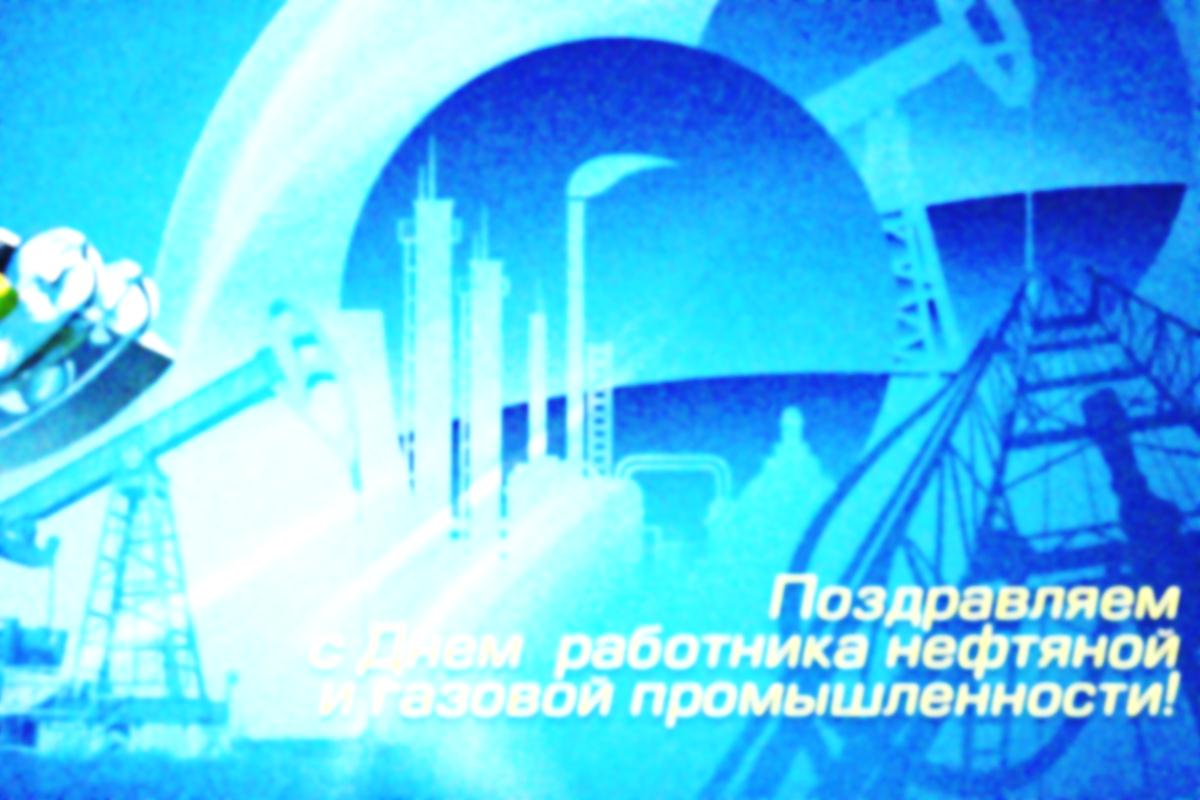 Поздравляем
с Днем работника нефтяной
и газовой промышленности!